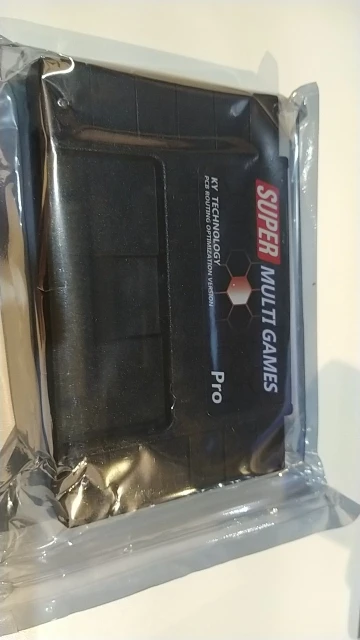 SUPER MULTI GAMES
KY TECHNOLOGY
PCB ROUTING OPTIMIZATION VERSION
Pro